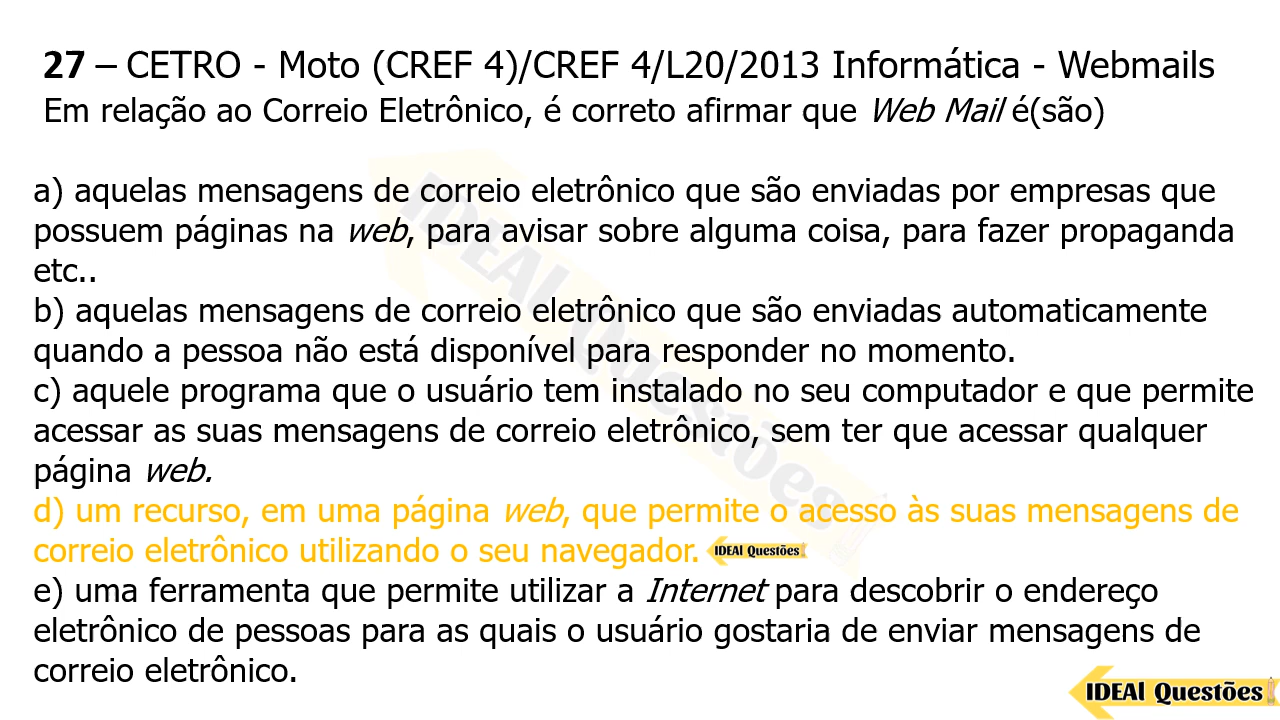 27 – CETRO - Moto (CREF 4)/CREF 4/L20/2013 Informática - Webmails
Em relação ao Correio Eletrônico, é correto afirmar que Web Mail é(são)
a) aquelas mensagens de correio eletrônico que são enviadas por empresas que
possuem páginas na web, para avisar sobre alguma coisa, para fazer propaganda
etc..
b) aquelas mensagens de correio eletrônico que são enviadas automaticamente
quando a pessoa não está disponível para responder no momento.
c) aquele programa que o usuário tem instalado no seu computador e que permite
acessar as suas mensagens de correio eletrônico, sem ter que acessar qualquer
página web.
d) um recurso, em uma página web, que permite o acesso às suas mensagens de
correio eletrônico utilizando o seu navegador. IDEAl Questões
e) uma ferramenta que permite utilizar a Internet para descobrir o endereço
eletrônico de pessoas para as quais o usuário gostaria de enviar mensagens de
correio eletrônico.
IDEAl Questões
IDEAl Questões